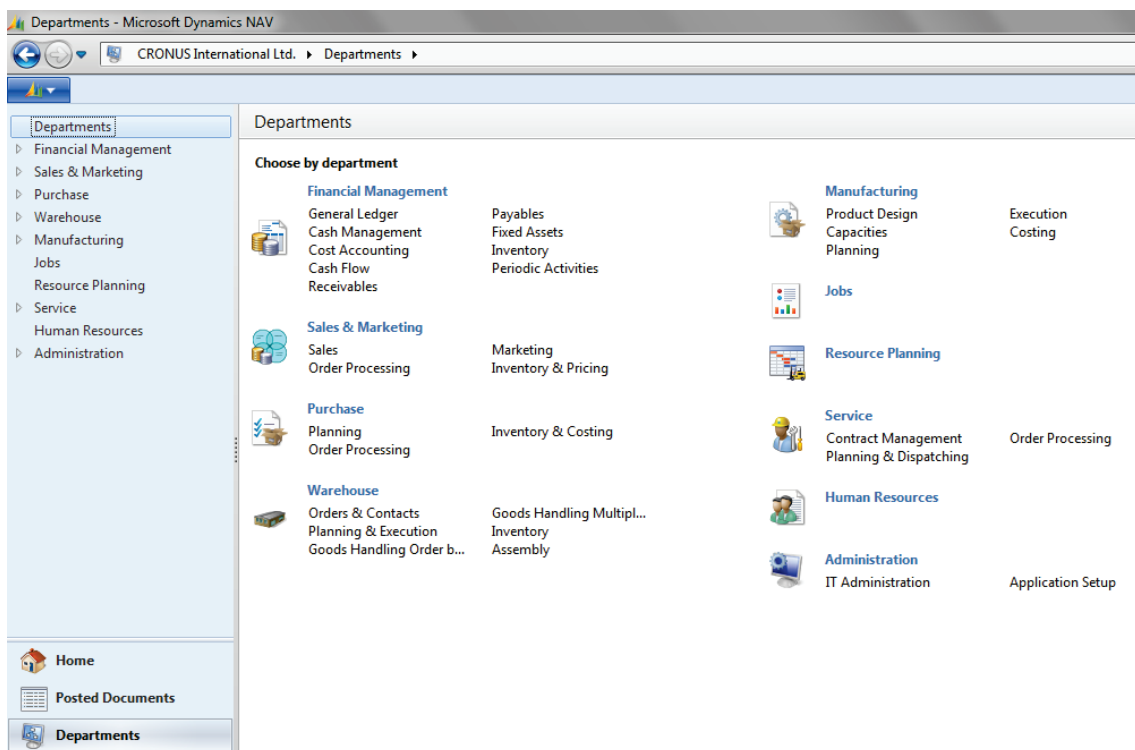 Departments - Microsoft Dynamics NAV
CRONUS International Ltd. Departments
Departments
Financial Management
Sales & Marketing
Purchase
Warehouse
Manufacturing
Jobs
Resource Planning
Service
Human Resources
Administration
Home
Posted Documents
Departments
Departments
Choose by department
Financial Management
General Ledger Payables
Cash Management Fixed Assets
Cost Accounting Inventory
Cash Flow Periodic Activities
Receivables
Sales & Marketing
Sales Marketing
Order Processing Inventory & Pricing
Purchase
Planning Inventory & Costing
Order Processing
Warehouse
Orders & Contacts Goods Handling Multipl...
Planning & Execution Inventory
Goods Handling Order b... Assembly
Manufacturing
Product Design Execution
Capacities Costing
Planning
Jobs
Resource Planning
Service
Contract Management Order Processing
Planning & Dispatching
Human Resources
Administration
IT Administration Application Setup